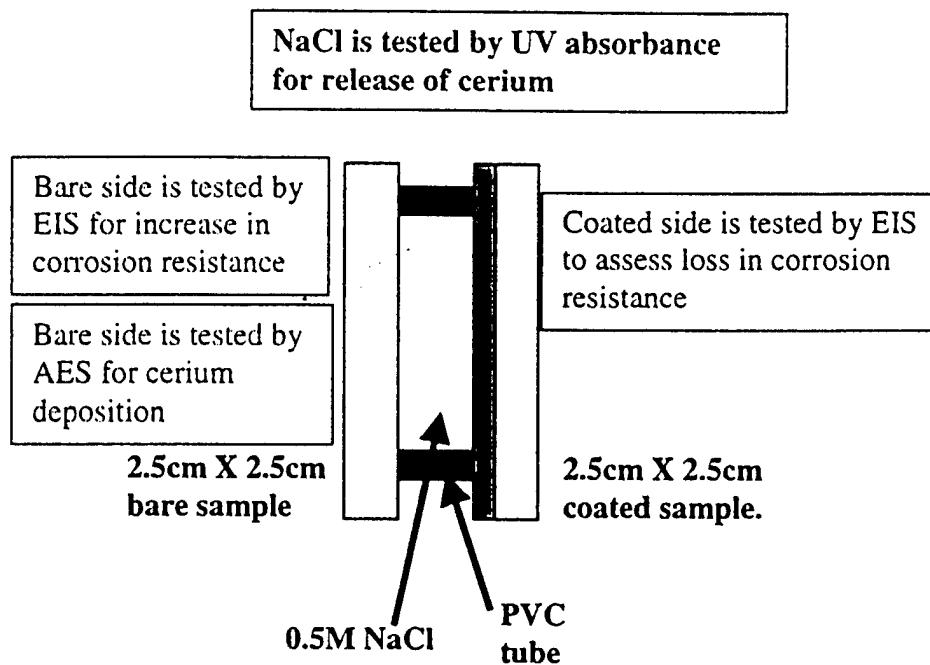 NaCl is tested by UV absorbance
for release of cerium
Bare side is tested by
EIS for increase in
corrosion resistance
Bare side is tested by
AES for cerium
deposition
Coated side is tested by EIS
to assess loss in corrosion
resistance
2.5cm X 2.5cm
bare sample
2.5cm X 2.5cm
coated sample.
0.5M NaCl
PVC
tube